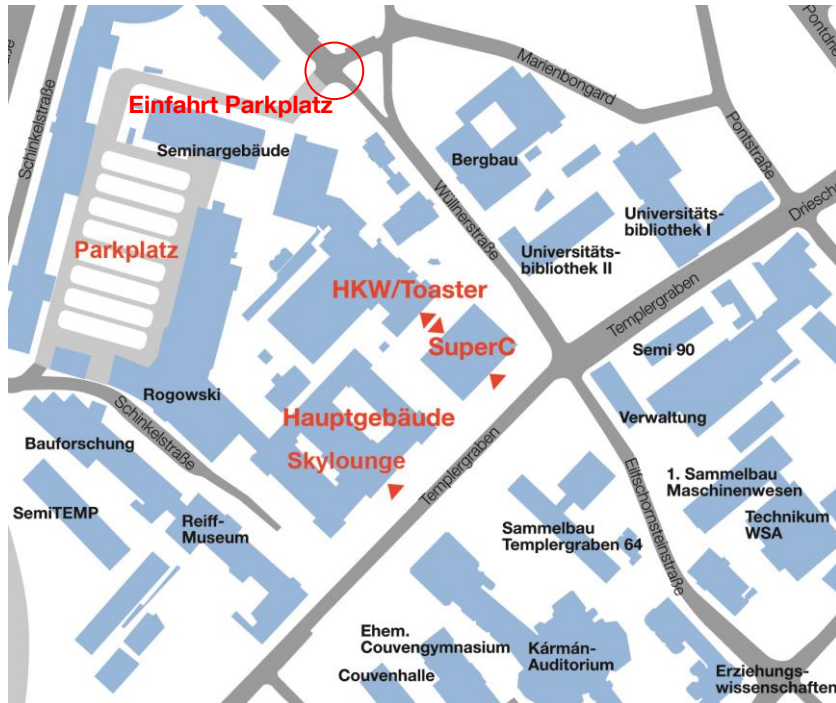 Schinkelstraße
Einfahrt Parkplatz
Marienbongard
Seminargebäude
Bergbau
Wüllnerstraße
Pontstraße
Universitäts-
bibliothek I
Universitäts-
bibliothek II
Parkplatz
HKW/Toaster
SuperC
Templergraben
Semi 90
Verwaltung
Rogowski
Schinkelstraße
Hauptgebäude
Skylounge
Bauforschung
Templergraben
SemiTEMP
Reiff-
Museum
Eilfschornsteinstraße
1. Sammelbau
Maschinenwesen
Technikum
WSA
Sammelbau
Templergraben 64
Ehem.
Couvengymnasium
Couvenhalle
Kármán-
Auditorium
Erziehungs-
wissenschaften